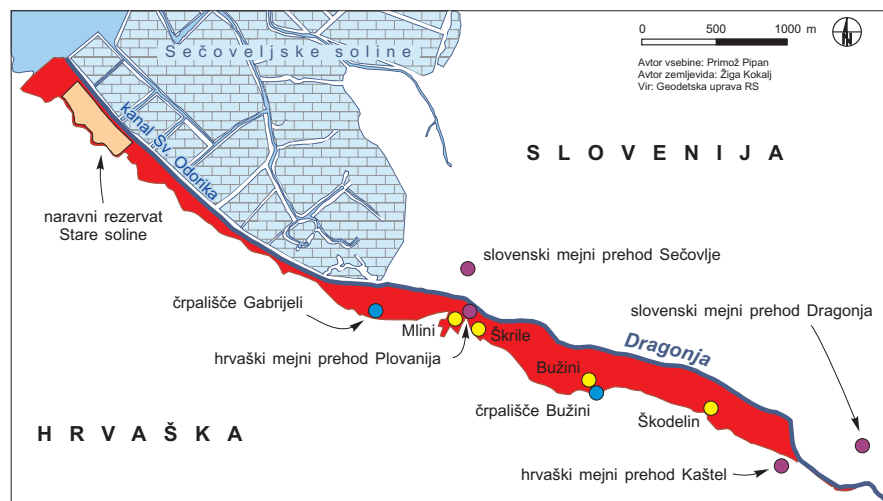 Sečoveljske soline
0 500 1000 m
N
Avtor vsebine: Primož Pipan
Avtor zemljevida: Žiga Kokalj
Vir: Geodetska uprava RS
kanal Sv. Odorika
SLOVENIJA
naravni rezervat
Stare soline
slovenski mejni prehod Sečovlje
črpališče Gabrijeli
slovenski mejni prehod Dragonja
Mlini
Škrile
hrvaški mejni prehod Plovanija
Dragonja
Bužini
črpališče Bužini
Škodelin
HRVAŠKA
hrvaški mejni prehod Kaštel